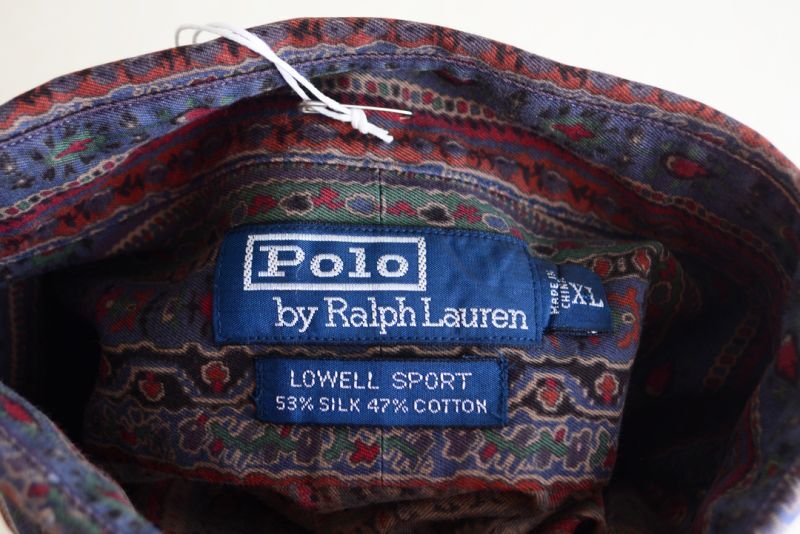 Polo
by Ralph Lauren
MADE IN
CHINA
XL
LOWELL SPORT
53% SILK 47% COTTON